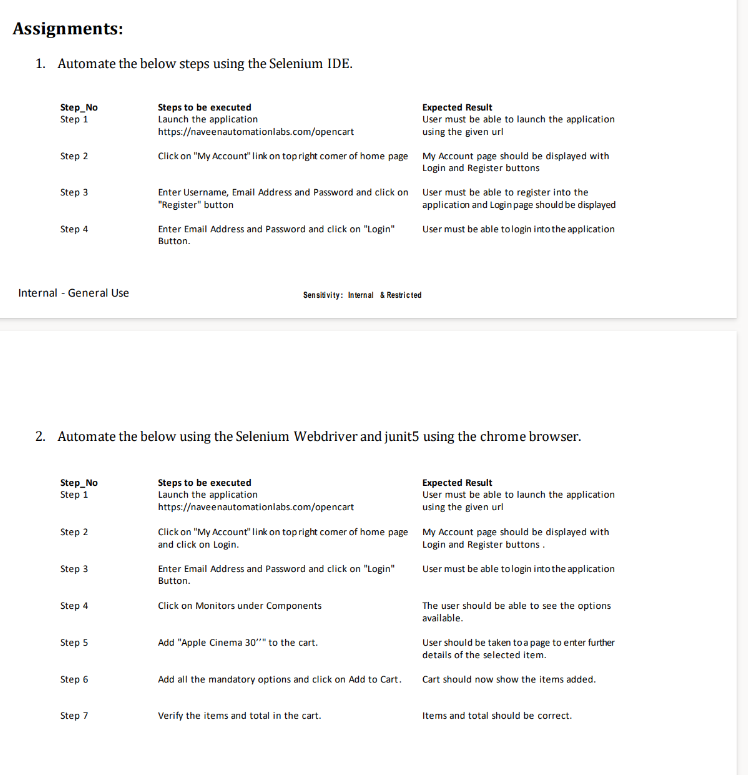 Assignments:
1. Automate the below steps using the Selenium IDE.
Step_No Steps to be executed Expected Result
Step 1 Launch the application User must be able to launch the application
https://naveenautomationlabs.com/opencart using the given url
Step 2 Click on "My Account" link on top right corner of home page My Account page should be displayed with
Login and Register buttons
Step 3 Enter Username, Email Address and Password and click on User must be able to register into the
"Register" button application and Login page should be displayed
Step 4 Enter Email Address and Password and click on "Login" User must be able to login into the application
Button.
Internal - General Use Sensitivity: Internal & Restricted
2. Automate the below using the Selenium Webdriver and junit5 using the chrome browser.
Step_No Steps to be executed Expected Result
Step 1 Launch the application User must be able to launch the application
https://naveenautomationlabs.com/opencart using the given url
Step 2 Click on "My Account" link on top right corner of home page My Account page should be displayed with
and click on Login. Login and Register buttons .
Step 3 Enter Email Address and Password and click on "Login" User must be able to login into the application
Button.
Step 4 Click on Monitors under Components The user should be able to see the options
available.
Step 5 Add "Apple Cinema 30’’" to the cart. User should be taken to a page to enter further
details of the selected item.
Step 6 Add all the mandatory options and click on Add to Cart. Cart should now show the items added.
Step 7 Verify the items and total in the cart. Items and total should be correct.